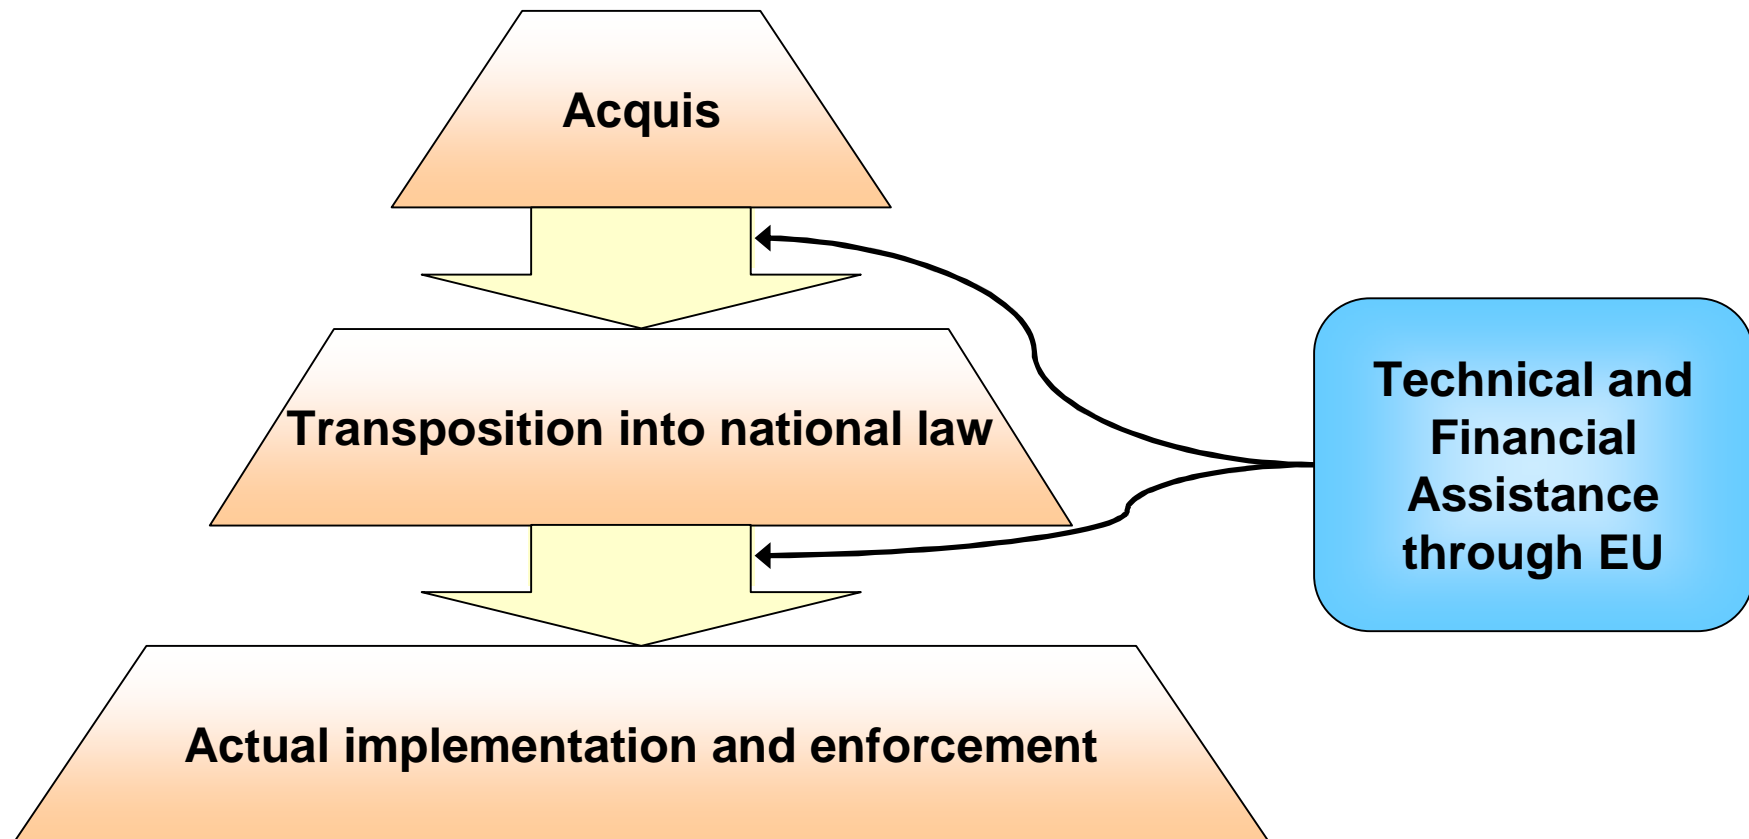 Acquis
Transposition into national law
Actual implementation and enforcement
Technical and
Financial
Assistance
through EU